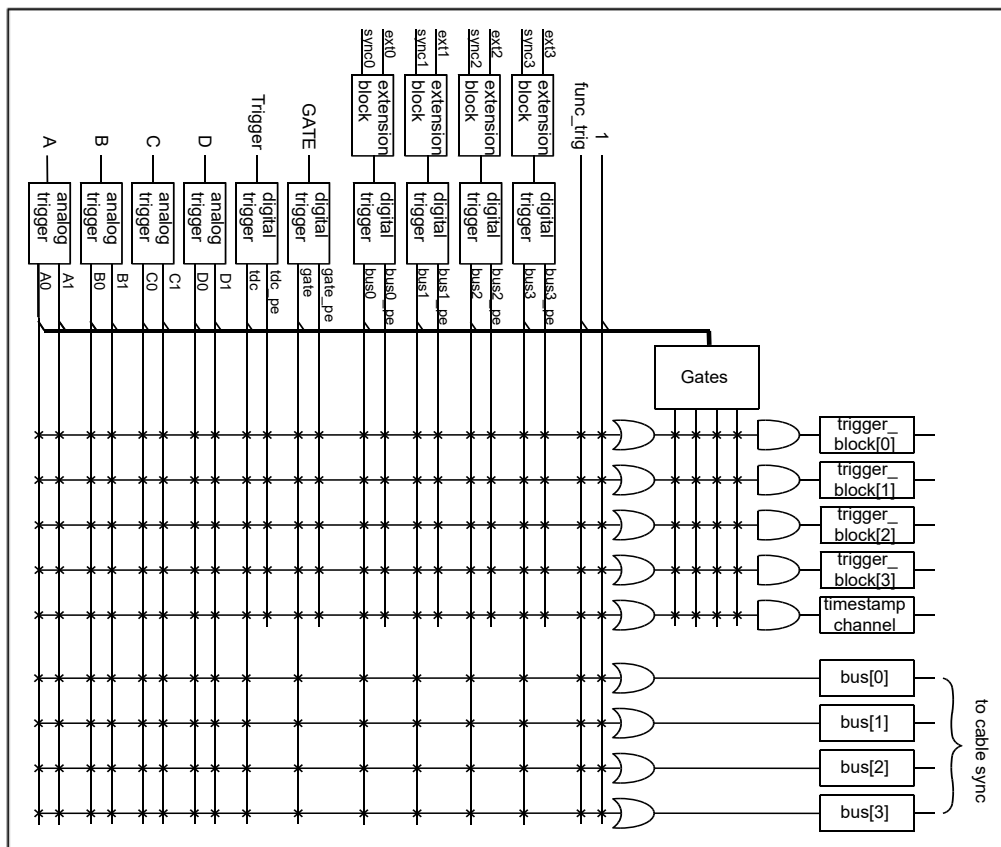 sync0
ext0
sync1
ext1
sync2
ext2
sync3
ext3
extension
block
extension
block
extension
block
extension
block
A
B
C
D
Trigger
GATE
func_trig
1
analog
trigger
analog
trigger
analog
trigger
analog
trigger
digital
trigger
digital
trigger
digital
trigger
digital
trigger
digital
trigger
digital
trigger
A0
A1
B0
B1
C0
C1
D0
D1
tdc
tdc_pe
gate
gate_pe
bus0
bus0_pe
bus1
bus1_pe
bus2
bus2_pe
bus3
bus3_pe
Gates
trigger_
block[0]
trigger_
block[1]
trigger_
block[2]
trigger_
block[3]
timestamp
channel
bus[0]
bus[1]
bus[2]
bus[3]
to cable sync